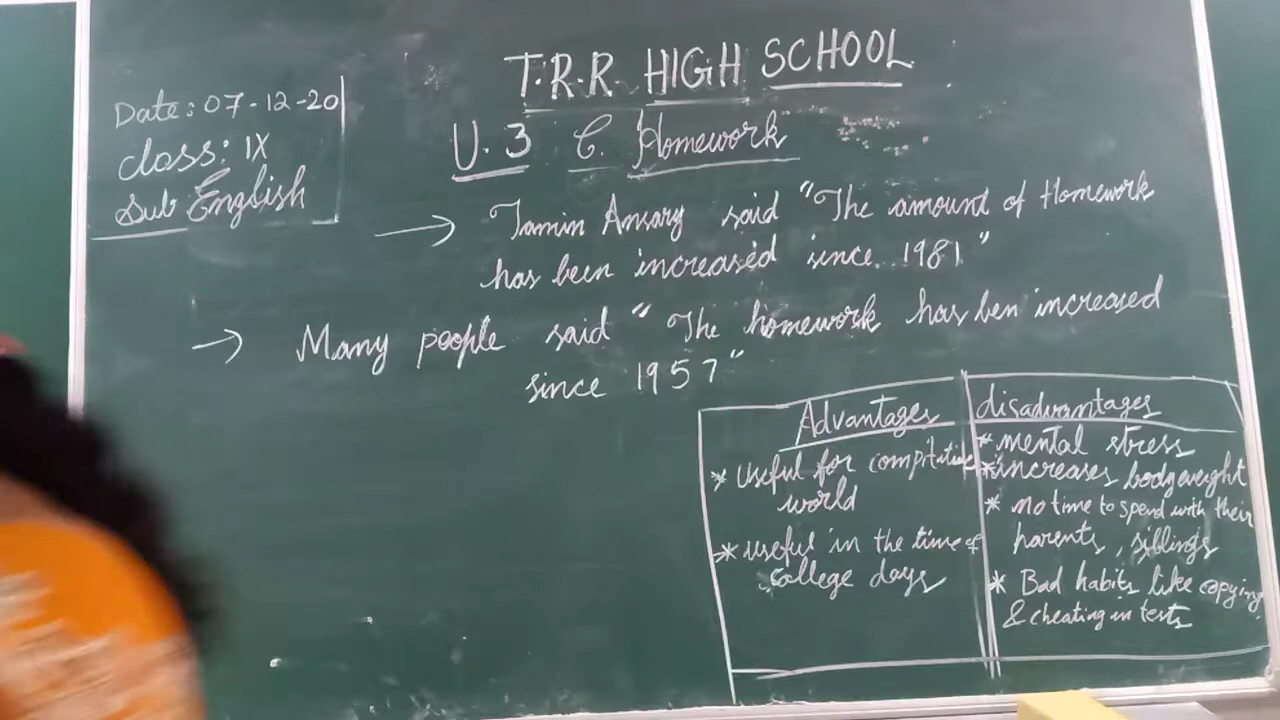 T.R.R. HIGH SCHOOL
Date: 07-12-20
class: IX
Sub English
U.3 C. Homework
→ Tamin Ansary said "The amount of Homework
has been increased since 1981"
→ Many people said "The homework has ben increased
since 1957"
Advantages
* Useful for compititive
world
* useful in the time of
college days
disadvantages
* mental stress
* increases body weight
* no time to spend with their
parents, siblings
* Bad habits like copying
& cheating in tests